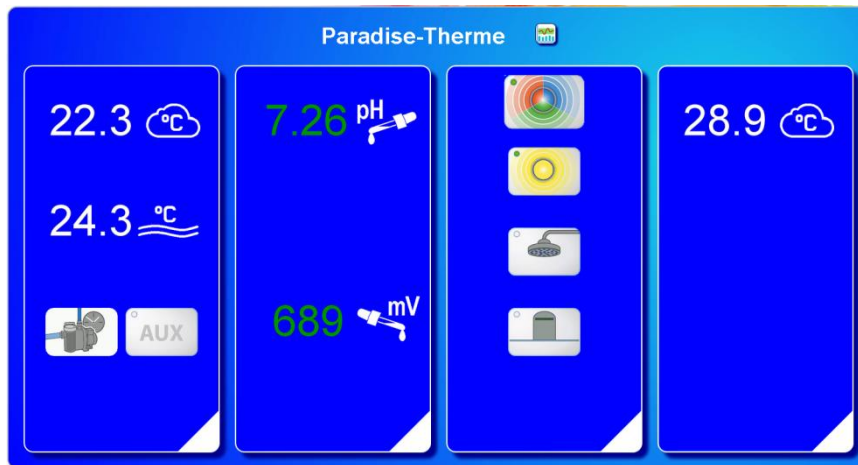 Paradise-Therme
22.3 °C
24.3 °C
AUX
7.26 pH
689 mV
28.9 °C